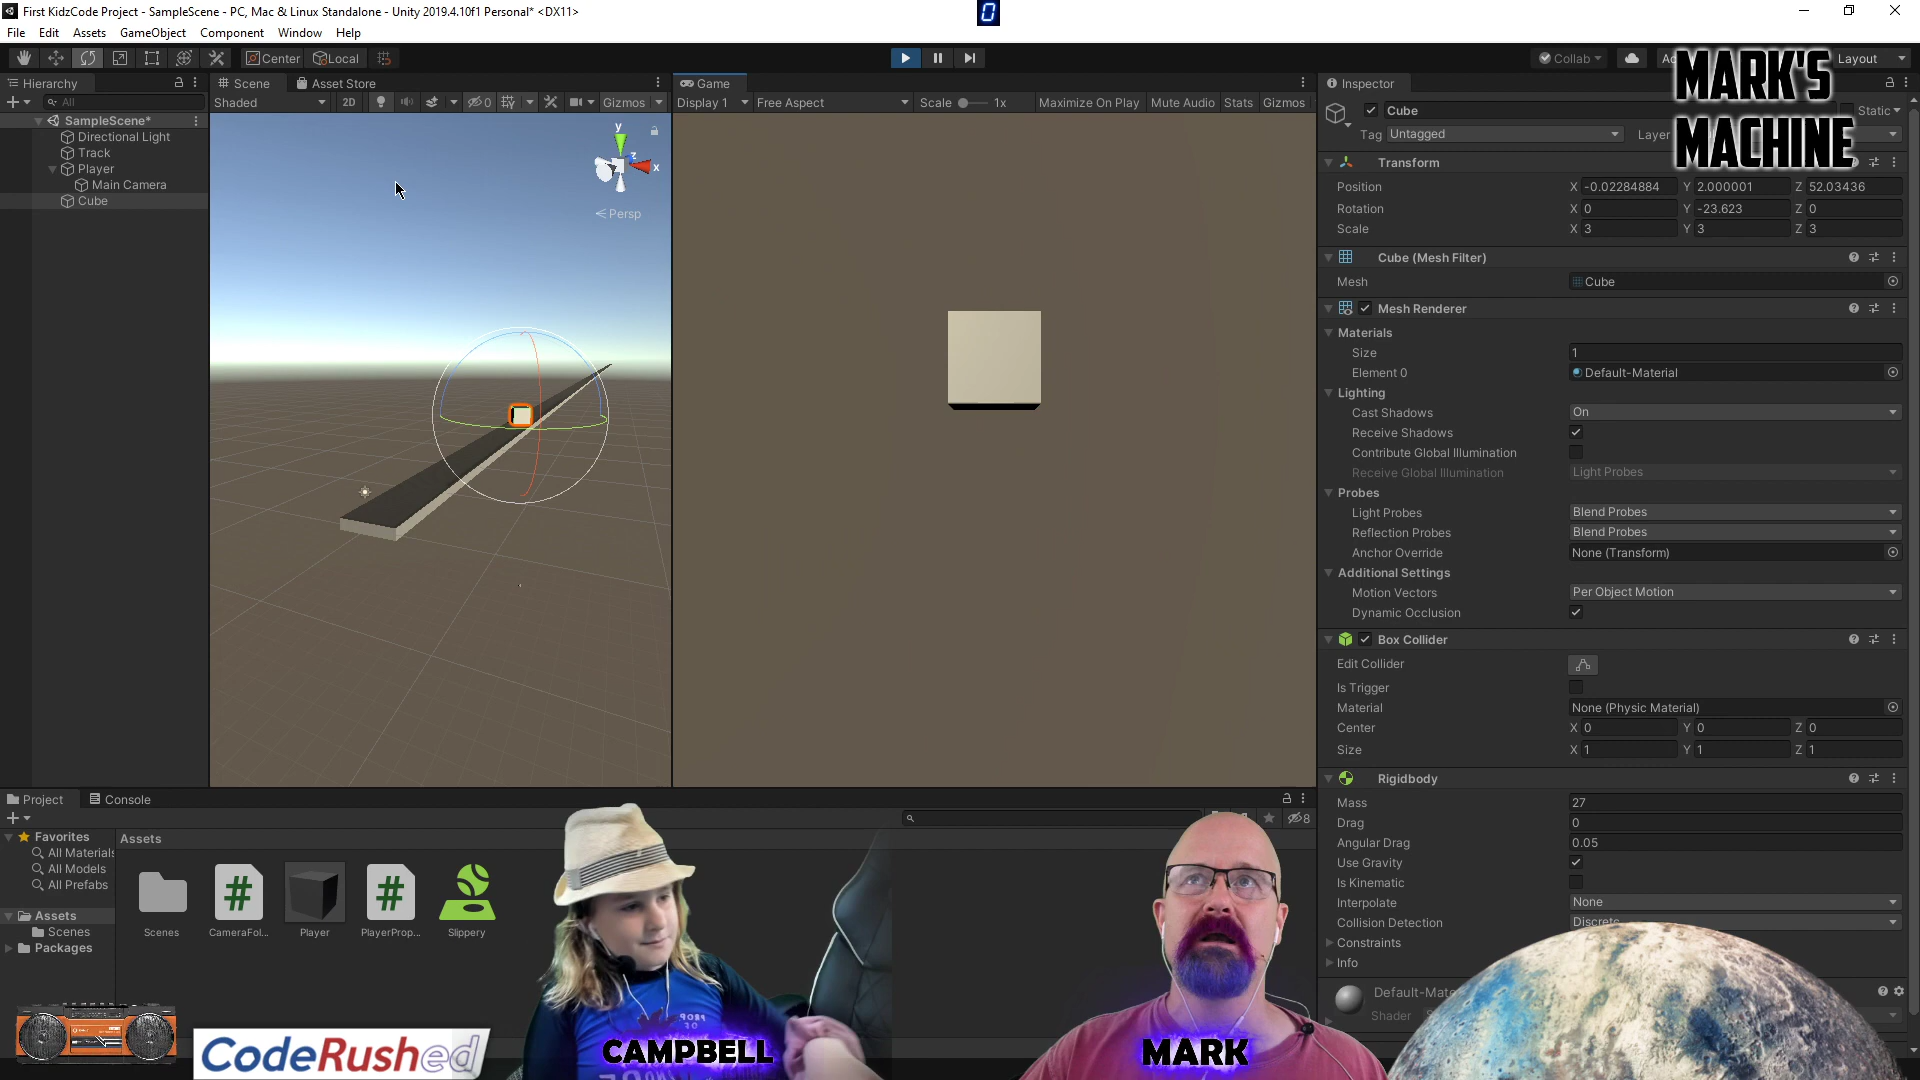 First KidzCode Project - SampleScene - PC, Mac & Linux Standalone - Unity 2019.4.10f1 Personal* <DX11>
0
File Edit Assets GameObject Component Window Help
Center Local
Collab
Layout
MARK'S
MACHINE
Hierarchy
All
SampleScene*
Directional Light
Track
Player
Main Camera
Cube
Scene Asset Store
Shaded 2D 0 Gizmos
y
z
x
Persp
Game
Display 1 Free Aspect Scale 1x Maximize On Play Mute Audio Stats Gizmos
Inspector
Cube Static
Tag Untagged Layer
Transform
Position X -0.02284884 Y 2.000001 Z 52.03436
Rotation X 0 Y -23.623 Z 0
Scale X 3 Y 3 Z 3
Cube (Mesh Filter)
Mesh Cube
Mesh Renderer
Materials
Size 1
Element 0 Default-Material
Lighting
Cast Shadows On
Receive Shadows
Contribute Global Illumination
Receive Global Illumination Light Probes
Probes
Light Probes Blend Probes
Reflection Probes Blend Probes
Anchor Override None (Transform)
Additional Settings
Motion Vectors Per Object Motion
Dynamic Occlusion
Box Collider
Edit Collider
Is Trigger
Material None (Physic Material)
Center X 0 Y 0 Z 0
Size X 1 Y 1 Z 1
Rigidbody
Mass 27
Drag 0
Angular Drag 0.05
Use Gravity
Is Kinematic
Interpolate None
Collision Detection Discrete
Constraints
Info
Default-Mate
Shader
Project Console
8
Favorites
All Materials
All Models
All Prefabs
Assets
Scenes
Packages
Assets
Scenes CameraFol... Player PlayerProp... Slippery
CodeRushed
CAMPBELL
MARK